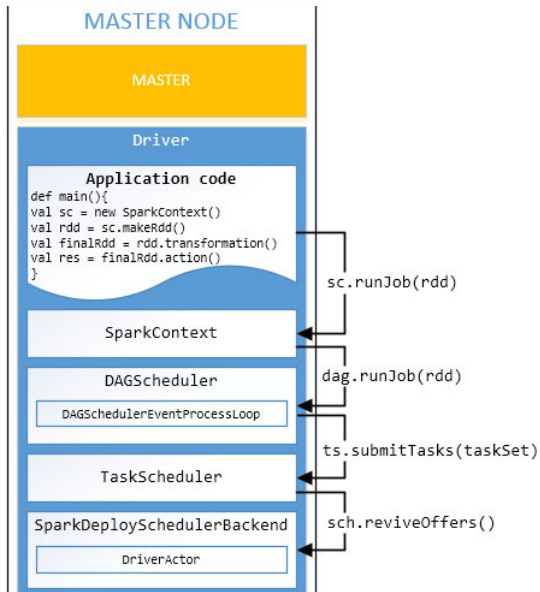 MASTER NODE
MASTER
Driver
Application code
def main(){
val sc = new SparkContext()
val rdd = sc.makeRdd()
val finalRdd = rdd.transformation()
val res = finalRdd.action()
}
sc.runJob(rdd)
SparkContext
dag.runJob(rdd)
DAGScheduler
DAGSchedulerEventProcessLoop
ts.submitTasks(taskSet)
TaskScheduler
sch.reviveOffers()
SparkDeploySchedulerBackend
DriverActor